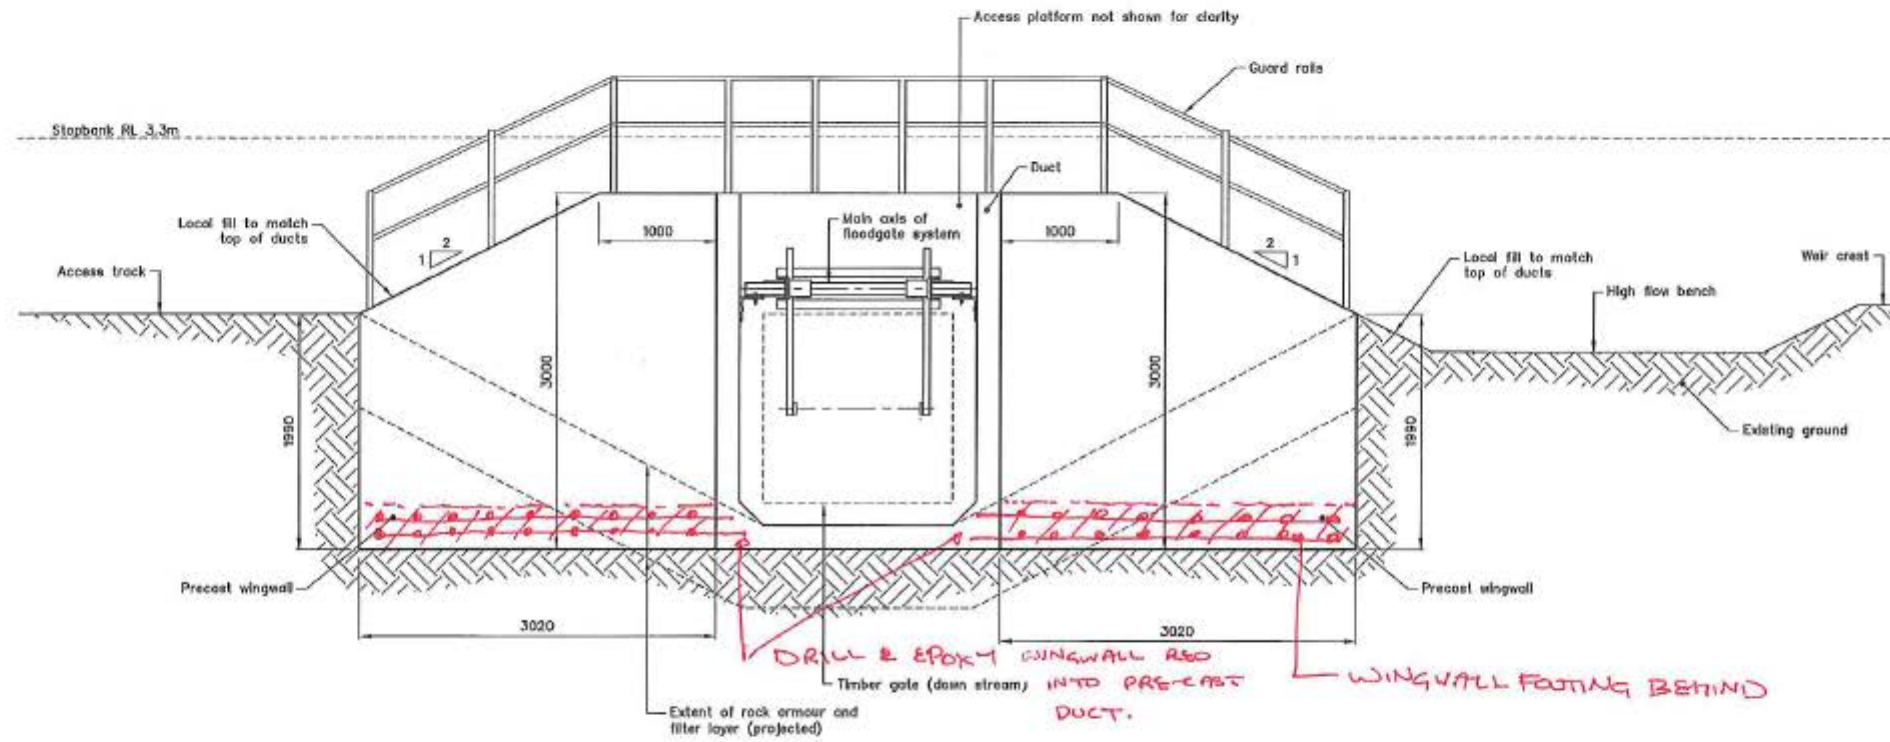 Access platform not shown for clarity
Guard rails
Stopbank RL 3.3m
Duct
Local fill to match
top of ducts
2
1
1000
Main axis of
floodgate system
1000
2
1
Local fill to match
top of ducts
Weir crest
Access track
High flow bench
1990
3000
3000
1990
Existing ground
Precast wingwall
Precast wingwall
3020
3020
DRILL & EPOXY WINGWALL REO
INTO PRE-CAST
DUCT.
WINGWALL FOOTING BEHIND
Timber gate (down stream)
Extent of rock armour and
filter layer (projected)